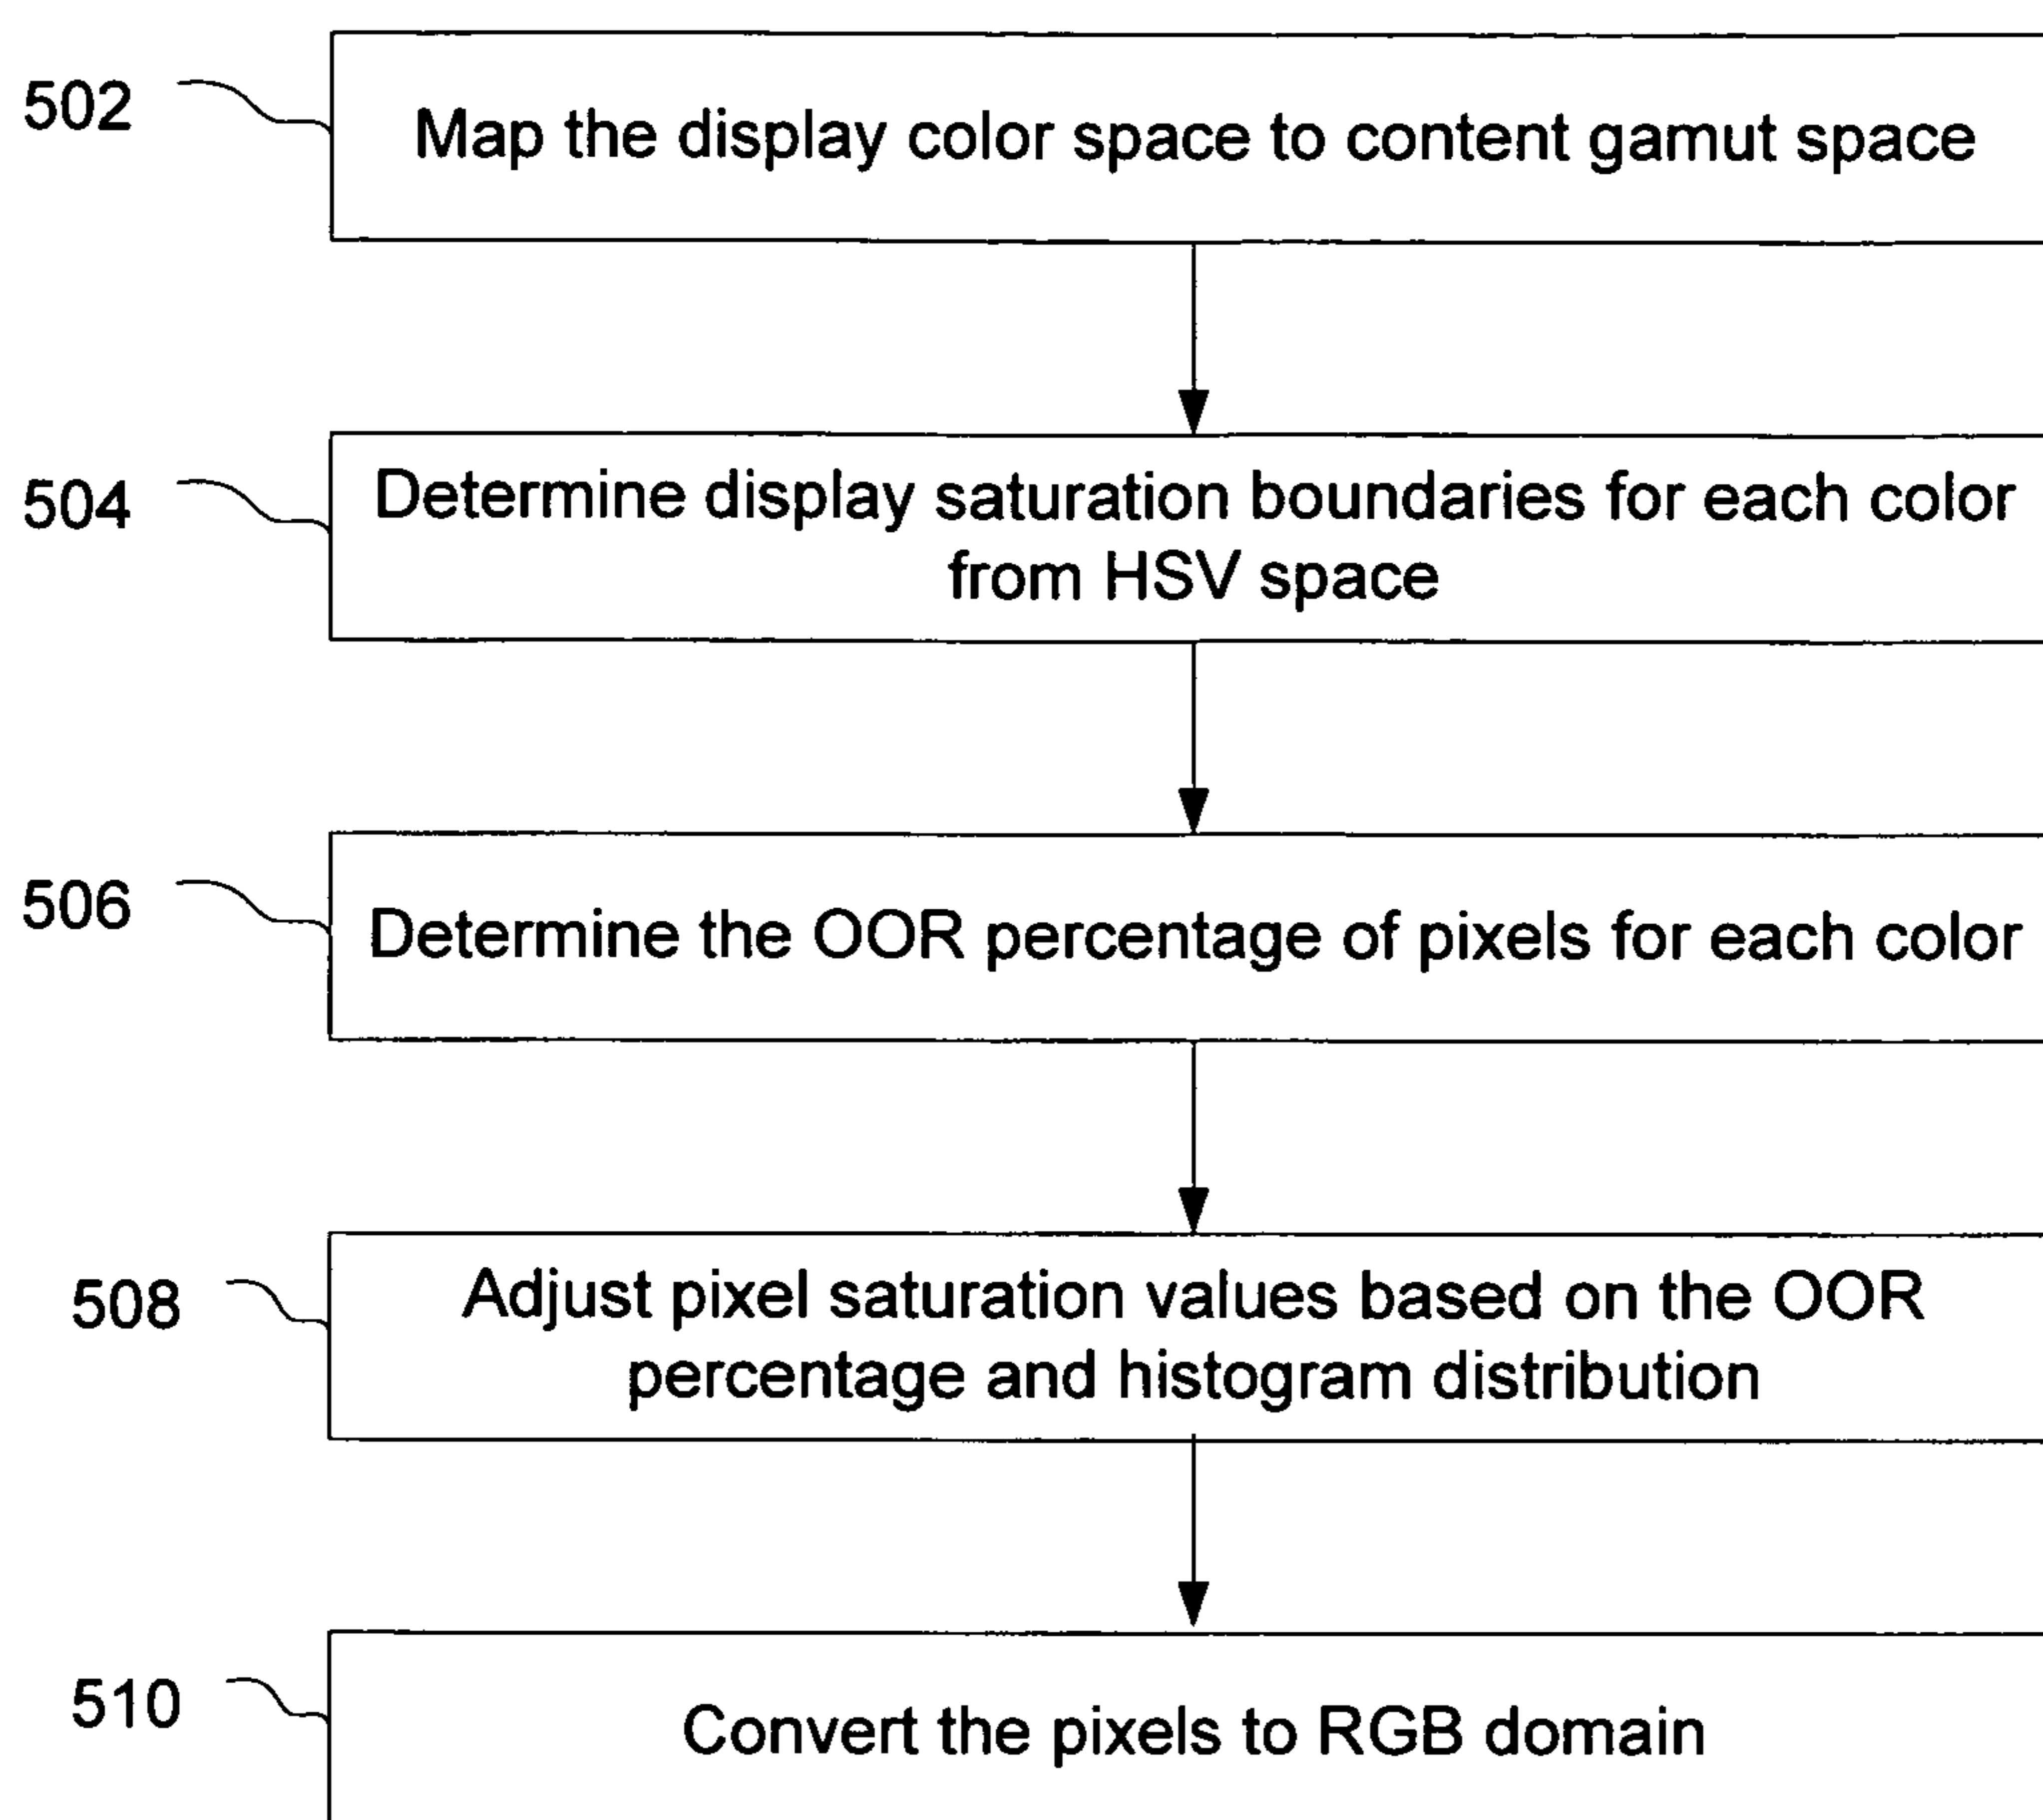 502
Map the display color space to content gamut space
504
Determine display saturation boundaries for each color
from HSV space
506
Determine the OOR percentage of pixels for each color
508
Adjust pixel saturation values based on the OOR
percentage and histogram distribution
510
Convert the pixels to RGB domain